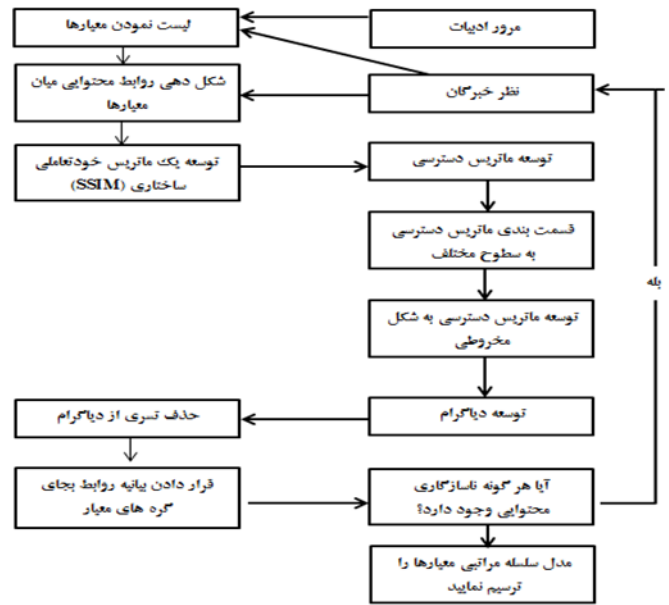 لیست نمودن معیارها
مرور ادبیات
شکل دهی روابط محتوایی میان
معیارها
نظر خبرگان
توسعه یک ماتریس خودتعاملی
ساختاری (SSIM)
توسعه ماتریس دسترسی
قسمت بندی ماتریس دسترسی
به سطوح مختلف
بله
توسعه ماتریس دسترسی به شکل
مخروطی
توسعه دیاگرام
حذف تسری از دیاگرام
قرار دادن بیانیه روابط بجای
گره های معیار
آیا هر گونه ناسازگاری
محتوایی وجود دارد؟
مدل سلسله مراتبی معیارها را
ترسیم نمایید